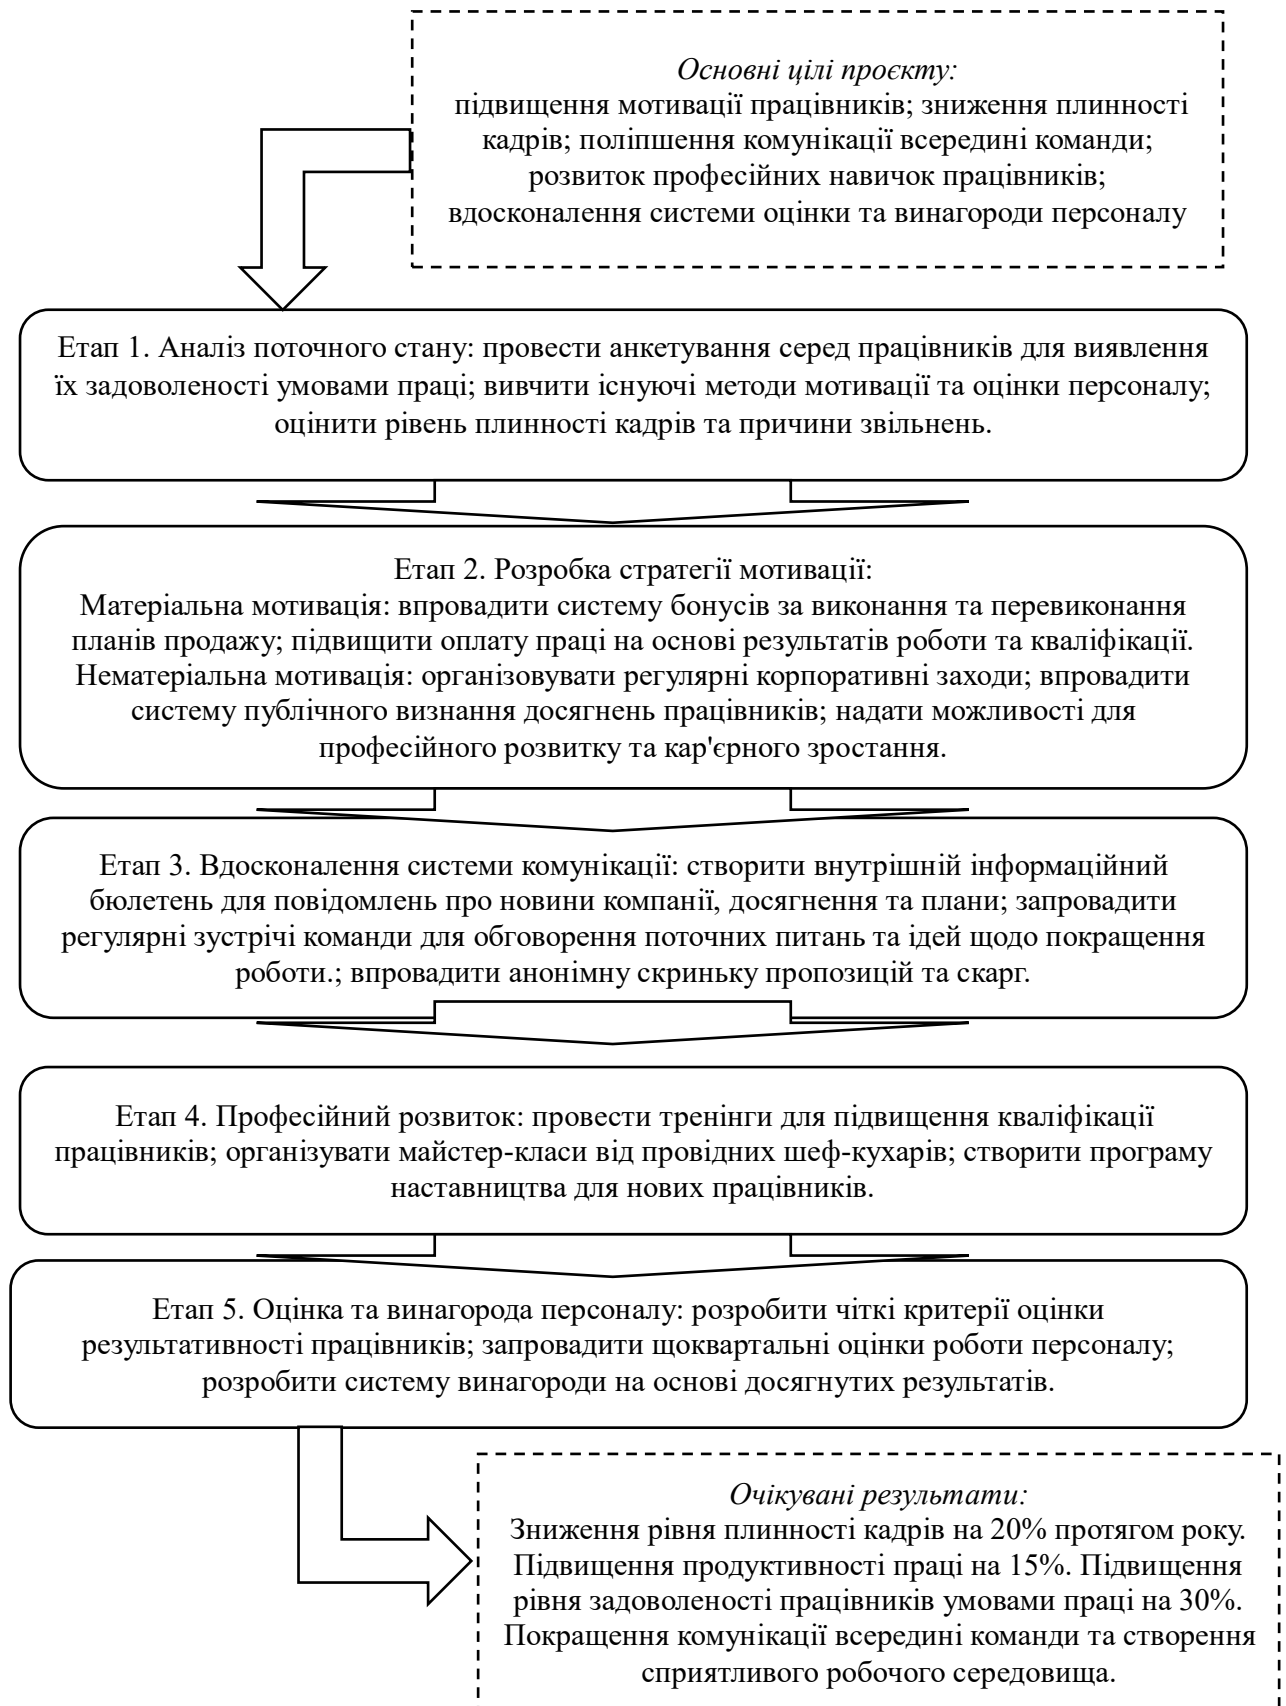 Основні цілі проєкту:
підвищення мотивації працівників; зниження плинності
кадрів; поліпшення комунікації всередині команди;
розвиток професійних навичок працівників;
вдосконалення системи оцінки та винагороди персоналу
Етап 1. Аналіз поточного стану: провести анкетування серед працівників для виявлення
їх задоволеності умовами праці; вивчити існуючі методи мотивації та оцінки персоналу;
оцінити рівень плинності кадрів та причини звільнень.
Етап 2. Розробка стратегії мотивації:
Матеріальна мотивація: впровадити систему бонусів за виконання та перевиконання
планів продажу; підвищити оплату праці на основі результатів роботи та кваліфікації.
Нематеріальна мотивація: організовувати регулярні корпоративні заходи; впровадити
систему публічного визнання досягнень працівників; надати можливості для
професійного розвитку та кар'єрного зростання.
Етап 3. Вдосконалення системи комунікації: створити внутрішній інформаційний
бюлетень для повідомлень про новини компанії, досягнення та плани; запровадити
регулярні зустрічі команди для обговорення поточних питань та ідей щодо покращення
роботи.; впровадити анонімну скриньку пропозицій та скарг.
Етап 4. Професійний розвиток: провести тренінги для підвищення кваліфікації
працівників; організувати майстер-класи від провідних шеф-кухарів; створити програму
наставництва для нових працівників.
Етап 5. Оцінка та винагорода персоналу: розробити чіткі критерії оцінки
результативності працівників; запровадити щоквартальні оцінки роботи персоналу;
розробити систему винагороди на основі досягнутих результатів.
Очікувані результати:
Зниження рівня плинності кадрів на 20% протягом року.
Підвищення продуктивності праці на 15%. Підвищення
рівня задоволеності працівників умовами праці на 30%.
Покращення комунікації всередині команди та створення
сприятливого робочого середовища.